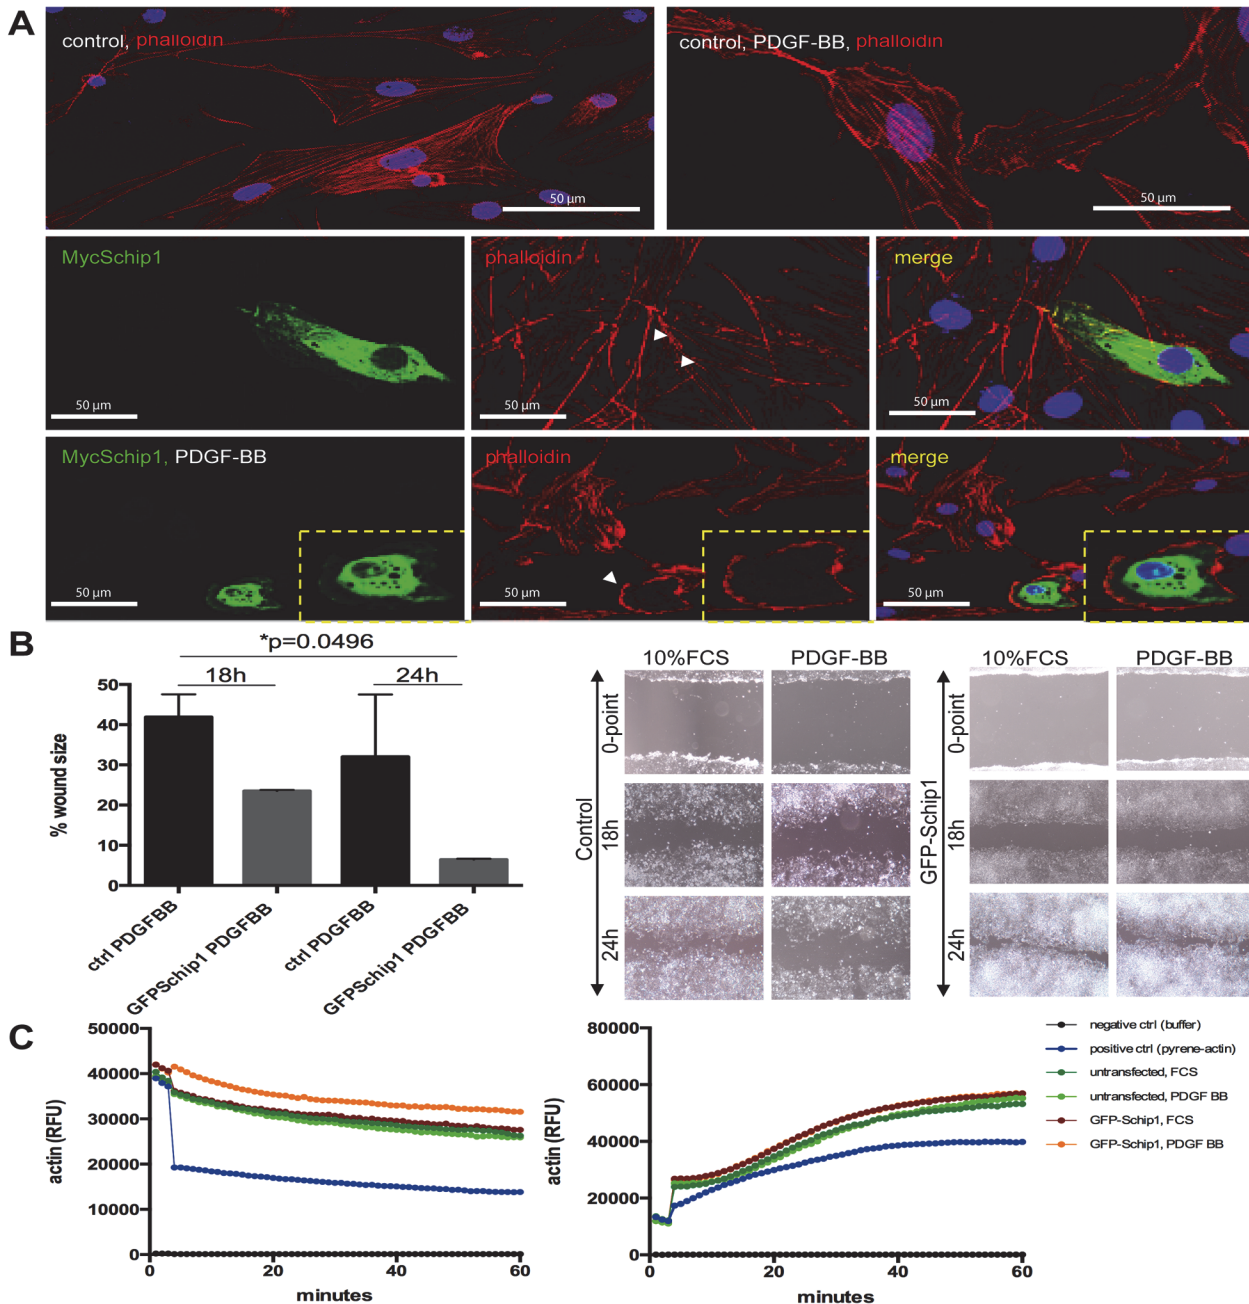 A
control, phalloidin
50 µm
control, PDGF-BB, phalloidin
50 µm
MycSchip1
50 µm
phalloidin
50 µm
merge
50 µm
MycSchip1, PDGF-BB
50 µm
phalloidin
50 µm
merge
50 µm
B
*p=0.0496
18h
24h
% wound size
50
40
30
20
10
0
ctrl PDGFBB
GFPSchip1 PDGFBB
ctrl PDGFBB
GFPSchip1 PDGFBB
10%FCS
PDGF-BB
Control
0-point
18h
24h
10%FCS
PDGF-BB
GFP-Schip1
0-point
18h
24h
C
actin (RFU)
50000
40000
30000
20000
10000
0
0
20
40
60
minutes
actin (RFU)
80000
60000
40000
20000
0
0
10
20
30
40
50
60
minutes
negative ctrl (buffer)
positive ctrl (pyrene-actin)
untransfected, FCS
untransfected, PDGF BB
GFP-Schip1, FCS
GFP-Schip1, PDGF BB